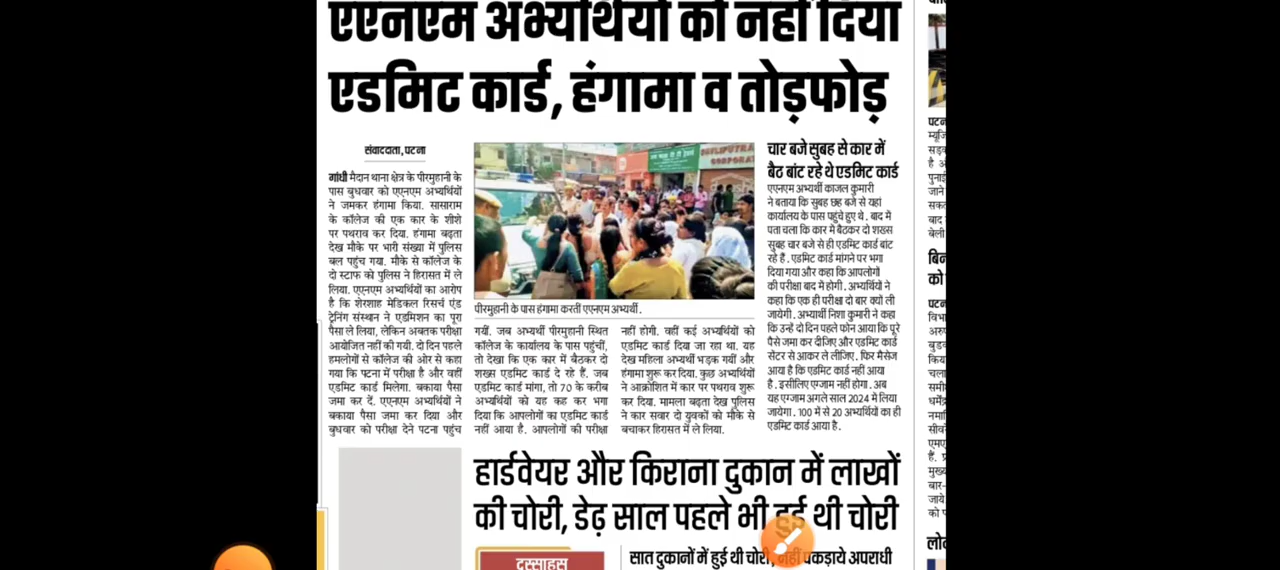 एएनएम अभ्यर्थियों को नहीं दिया
एडमिट कार्ड, हंगामा व तोड़फोड़
संवाददाता, पटना
गांधी मैदान थाना क्षेत्र के पीरमुहानी के
पास बुधवार को एएनएम अभ्यर्थियों
ने जमकर हंगामा किया. सासाराम
के कॉलेज की एक कार के शीशे
पर पथराव कर दिया. हंगामा बढ़ता
देख मौके पर भारी संख्या में पुलिस
बल पहुंच गया. मौके से कॉलेज के
दो स्टाफ को पुलिस ने हिरासत में ले
लिया. एएनएम अभ्यर्थियों का आरोप
है कि शेरशाह मेडिकल रिसर्च एंड
ट्रेनिंग संस्थान ने एडमिशन का पूरा
पैसा ले लिया, लेकिन अबतक परीक्षा
आयोजित नहीं की गयी. दो दिन पहले
हमलोगों से कॉलेज की ओर से कहा
गया कि पटना में परीक्षा है और वहीं
एडमिट कार्ड मिलेगा. बकाया पैसा
जमा कर दें. एएनएम अभ्यर्थियों ने
बकाया पैसा जमा कर दिया और
बुधवार को परीक्षा देने पटना पहुंच
पीरमुहानी के पास हंगामा करतीं एएनएम अभ्यर्थी.
गयीं. जब अभ्यर्थी पीरमुहानी स्थित
कॉलेज के कार्यालय के पास पहुंचीं,
तो देखा कि एक कार में बैठकर दो
शख्स एडमिट कार्ड दे रहे हैं. जब
एडमिट कार्ड मांगा, तो 70 के करीब
अभ्यर्थियों को यह कह कर भगा
दिया कि आपलोगों का एडमिट कार्ड
नहीं आया है. आपलोगों की परीक्षा
नहीं होगी. वहीं कई अभ्यर्थियों को
एडमिट कार्ड दिया जा रहा था. यह
देख महिला अभ्यर्थी भड़क गयीं और
हंगामा शुरू कर दिया. कुछ अभ्यर्थियों
ने आक्रोशित में कार पर पथराव शुरू
कर दिया. मामला बढ़ता देख पुलिस
ने कार सवार दो युवकों को मौके से
बचाकर हिरासत में ले लिया.
चार बजे सुबह से कार में
बैठ बांट रहे थे एडमिट कार्ड
एएनएम अभ्यर्थी काजल कुमारी
ने बताया कि सुबह छह बजे से यहां
कार्यालय के पास पहुंचे हुए थे. बाद में
पता चला कि कार में बैठकर दो शख्स
सुबह चार बजे से ही एडमिट कार्ड बांट
रहे हैं. एडमिट कार्ड मांगने पर भगा
दिया गया और कहा कि आपलोगों
की परीक्षा बाद में होगी. अभ्यर्थियों ने
कहा कि एक ही परीक्षा दो बार क्यों ली
जायेगी. अभ्यार्थी निशा कुमारी ने कहा
कि उन्हें दो दिन पहले फोन आया कि पूरे
पैसे जमा कर दीजिए और एडमिट कार्ड
सेंटर से आकर ले लीजिए. फिर मैसेज
आया है कि एडमिट कार्ड नहीं आया
है. इसीलिए एग्जाम नहीं होगा. अब
यह एग्जाम अगले साल 2024 में लिया
जायेगा. 100 में से 20 अभ्यर्थियों का ही
एडमिट कार्ड आया है.
हार्डवेयर और किराना दुकान में लाखों
की चोरी, डेढ़ साल पहले भी हुई थी चोरी
दुस्साहस
सात दुकानों में हुई थी चोरी, नहीं पकड़ाये अपराधी